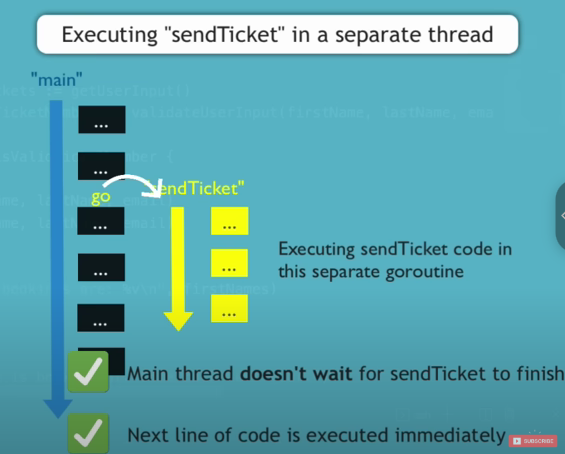 Executing "sendTicket" in a separate thread
"main"
...
...
go
sendTicket"
...
...
...
...
...
...
Executing sendTicket code in
this separate goroutine
Main thread doesn't wait for sendTicket to finish
Next line of code is executed immediately
SUBSCRIBE